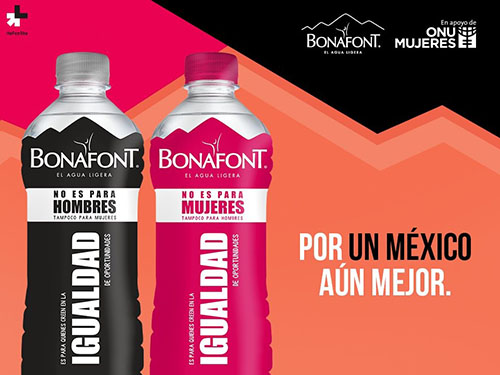 HeForShe
BONAFONT.
EL AGUA LIGERA
En apoyo de
ONU
MUJERES
BONAFONT.
EL AGUA LIGERA
NO ES PARA
HOMBRES
TAMPOCO PARA MUJERES
ES PARA QUIENES CREEN EN LA
IGUALDAD
DE OPORTUNIDADES
BONAFONT.
EL AGUA LIGERA
NO ES PARA
MUJERES
TAMPOCO PARA HOMBRES
ES PARA QUIENES CREEN EN LA
IGUALDAD
DE OPORTUNIDADES
POR UN MÉXICO
AÚN MEJOR.